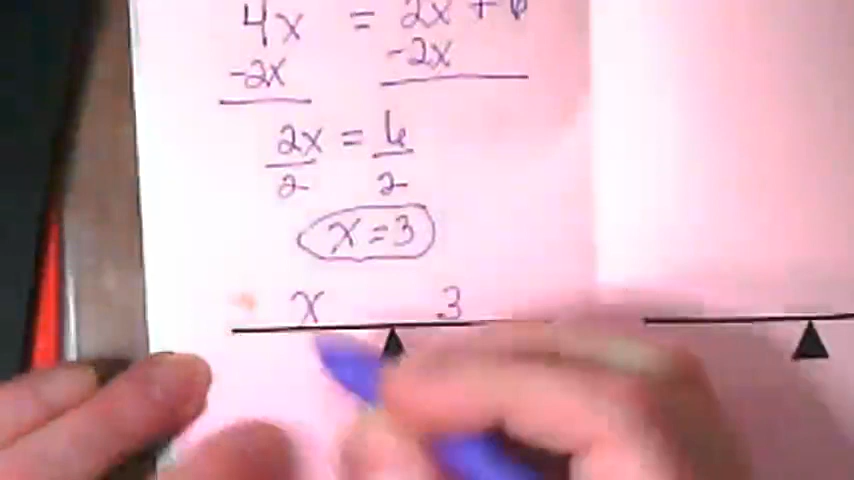 4x = 2x + 6
-2x -2x
2x = 6
2 2
x = 3
x 3